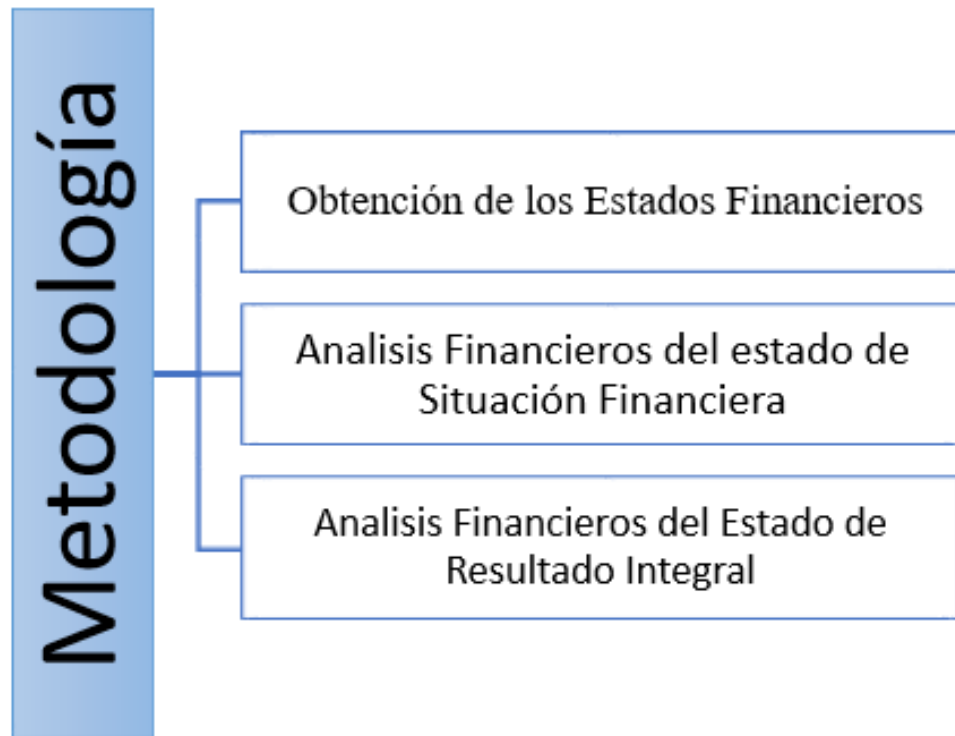 Metodología
Obtención de los Estados Financieros
Analisis Financieros del estado de
Situación Financiera
Analisis Financieros del Estado de
Resultado Integral